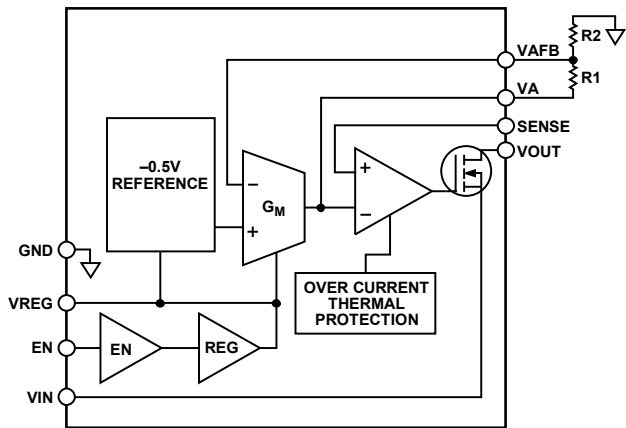 R2
VAFB
R1
VA
SENSE
VOUT
–0.5V
REFERENCE
–
GM
+
+
–
GND
VREG
OVER CURRENT
THERMAL
PROTECTION
EN
EN
REG
VIN